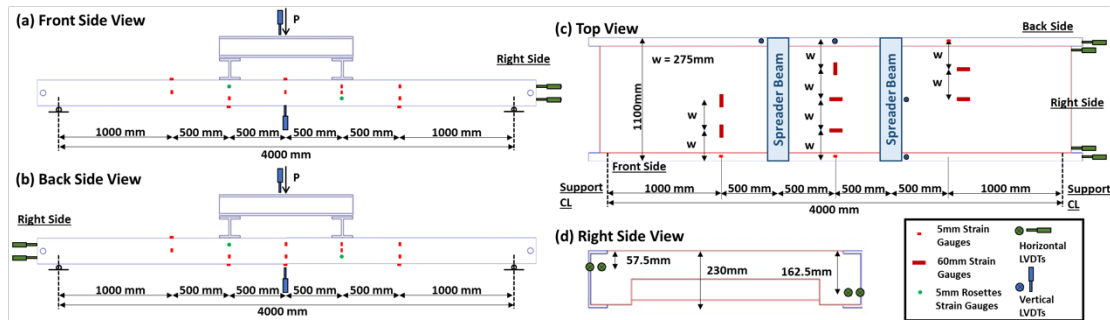 (a) Front Side View
P
Right Side
1000 mm 500 mm 500 mm 500 mm 500 mm 1000 mm
4000 mm
(b) Back Side View
P
Right Side
1000 mm 500 mm 500 mm 500 mm 500 mm 1000 mm
4000 mm
(c) Top View
Back Side
w = 275mm
1100mm
Spreader Beam
Spreader Beam
w
w
w
w
w
w
w
w
Right Side
Front Side
Support
CL
1000 mm 500 mm 500 mm 500 mm 500 mm 1000 mm
4000 mm
Support
CL
(d) Right Side View
57.5mm
230mm
162.5mm
5mm Strain
Gauges
60mm Strain
Gauges
5mm Rosettes
Strain Gauges
Horizontal
LVDTs
Vertical
LVDTs